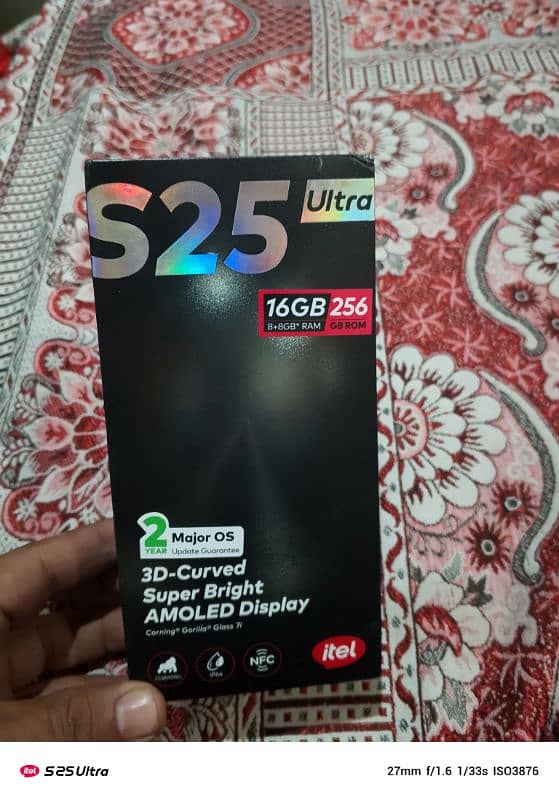 S25 Ultra
16GB 256
8+8GB* RAM GB ROM
2 Major OS
YEAR Update Guarantee
3D-Curved
Super Bright
AMOLED Display
Corning® Gorilla® Glass 7i
CORNING IP64 NFC
itel
itel S25 Ultra
27mm f/1.6 1/33s ISO3876